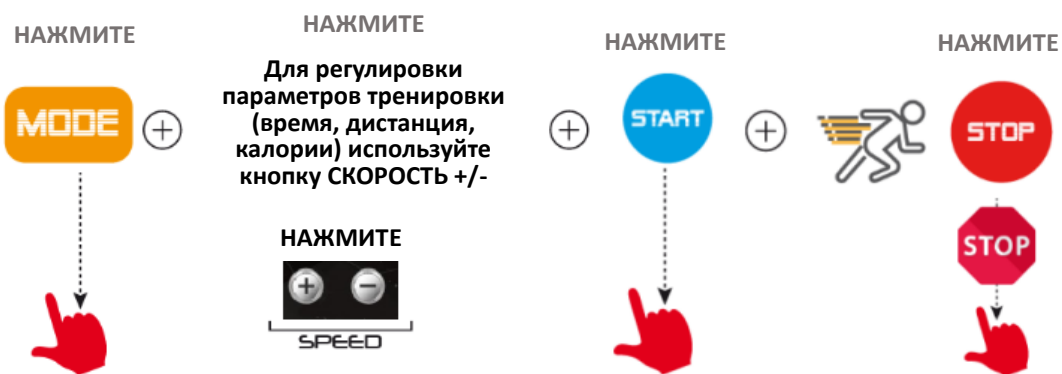 НАЖМИТЕ
MODE
НАЖМИТЕ
Для регулировки
параметров тренировки
(время, дистанция,
калории) используйте
кнопку СКОРОСТЬ +/-
НАЖМИТЕ
+ −
SPEED
НАЖМИТЕ
START
НАЖМИТЕ
STOP
STOP